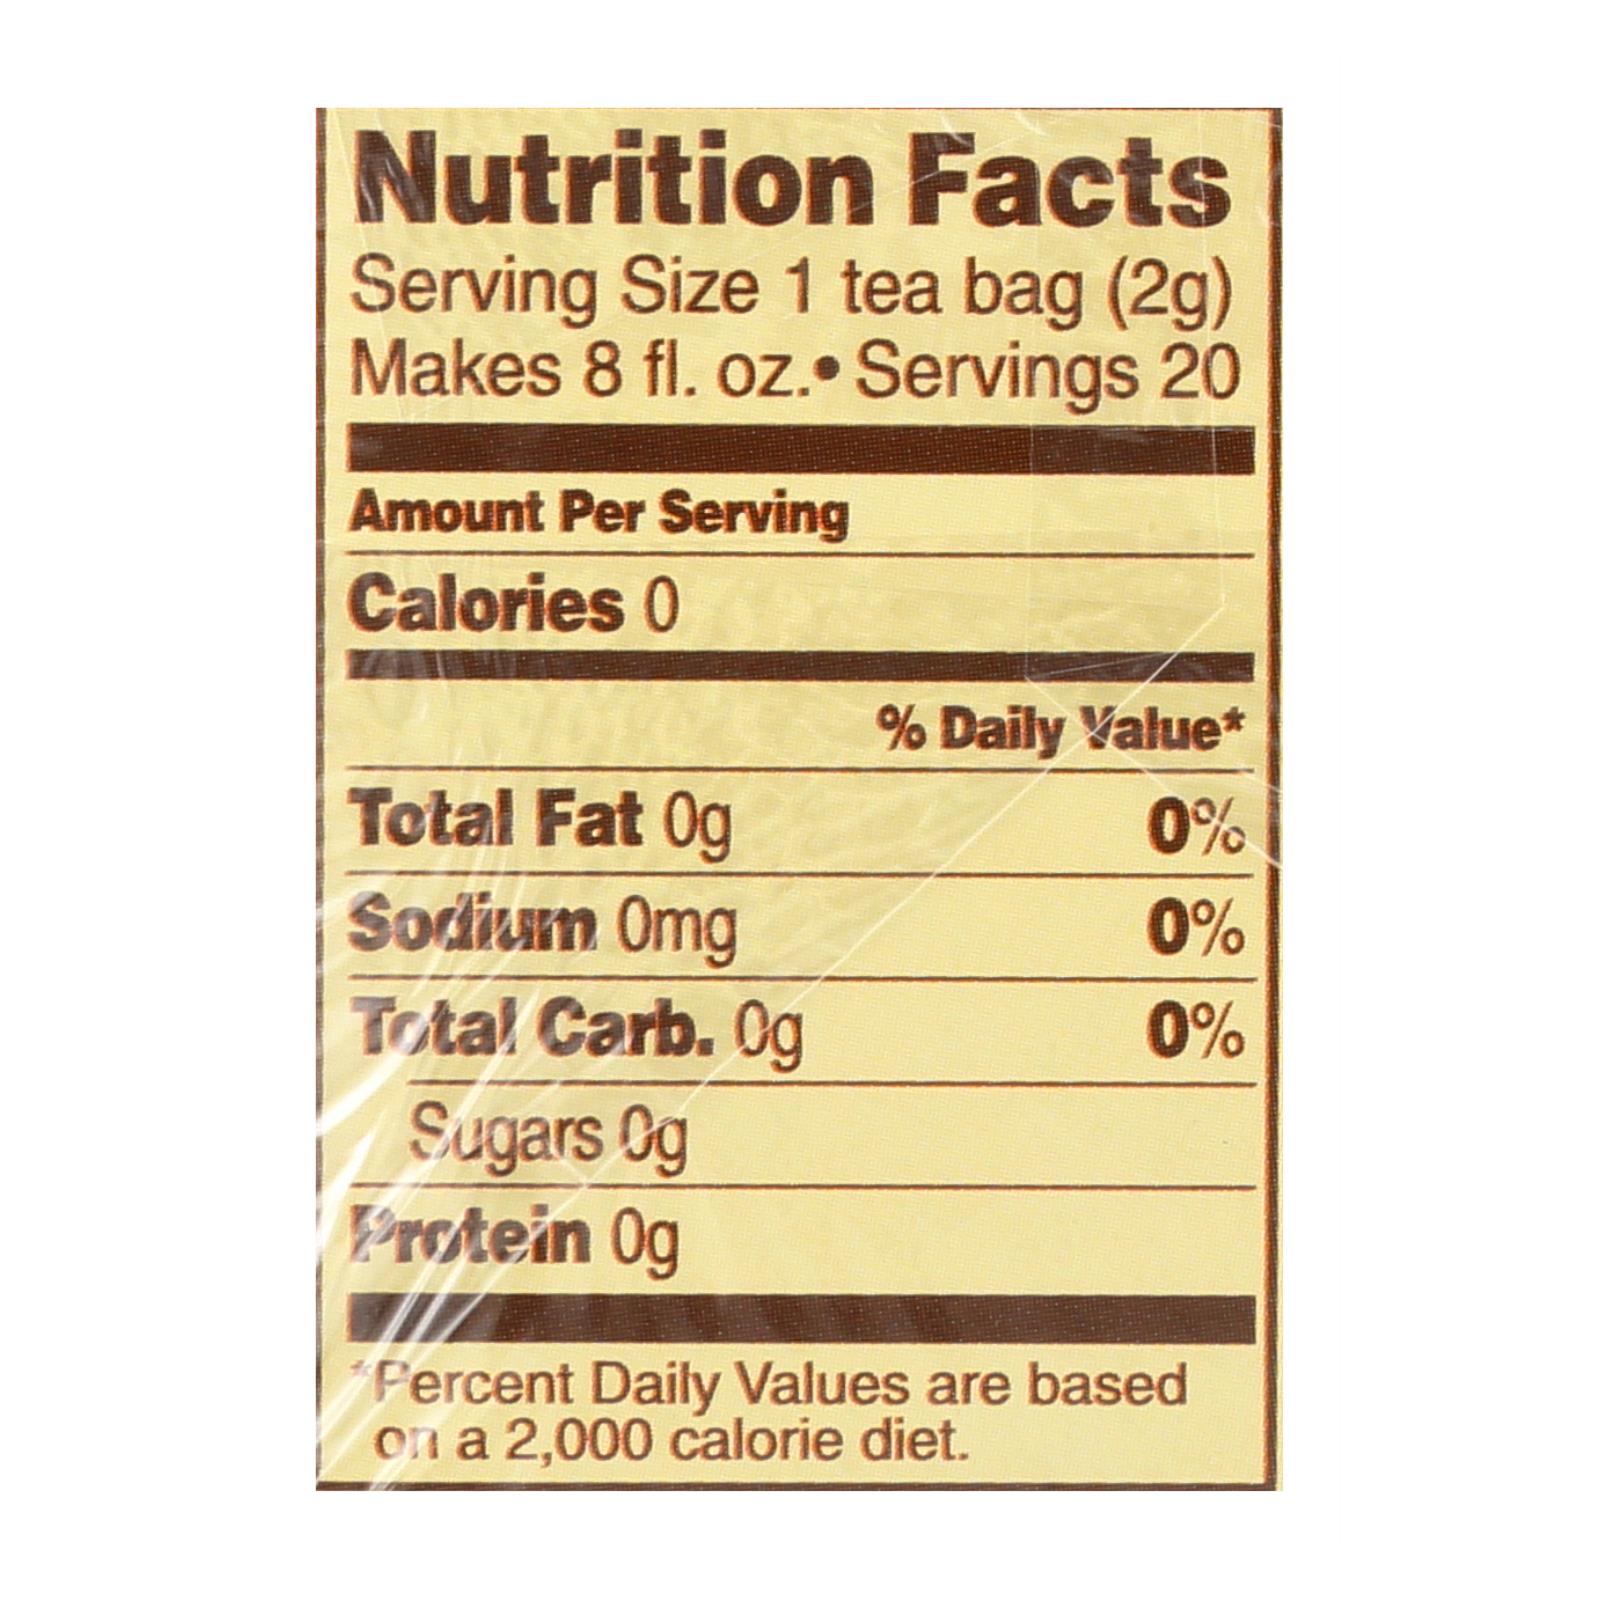 Nutrition Facts
Serving Size 1 tea bag (2g)
Makes 8 fl. oz.• Servings 20
Amount Per Serving
Calories 0
% Daily Value*
Total Fat 0g 0%
Sodium 0mg 0%
Total Carb. 0g 0%
Sugars 0g
Protein 0g
*Percent Daily Values are based
on a 2,000 calorie diet.